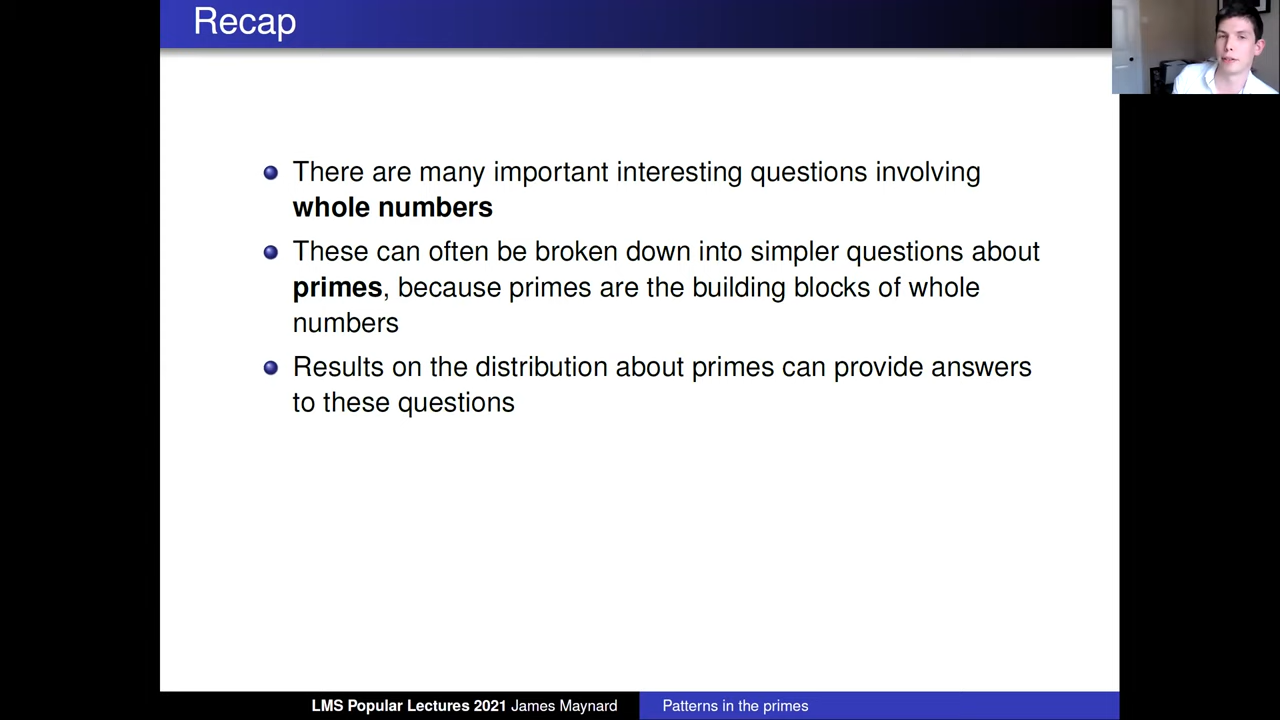 Recap
There are many important interesting questions involving
whole numbers
These can often be broken down into simpler questions about
primes, because primes are the building blocks of whole
numbers
Results on the distribution about primes can provide answers
to these questions
LMS Popular Lectures 2021 James Maynard
Patterns in the primes